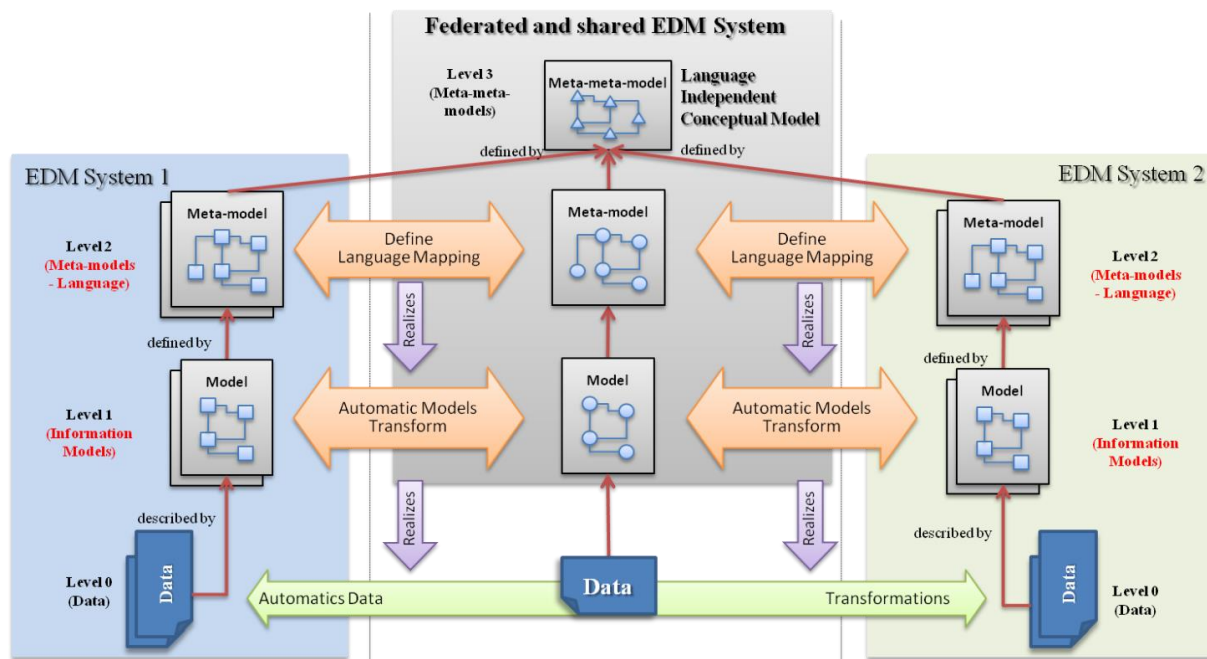 Federated and shared EDM System
Level 3
(Meta-meta-
models)
Meta-meta-model
Language
Independent
Conceptual Model
defined by
defined by
EDM System 1
EDM System 2
Meta-model
Meta-model
Meta-model
Level 2
(Meta-models
- Language)
Define
Language Mapping
Define
Language Mapping
Level 2
(Meta-models
- Language)
Realizes
Realizes
defined by
defined by
Model
Model
Model
Level 1
(Information
Models)
Automatic Models
Transform
Automatic Models
Transform
Level 1
(Information
Models)
Realizes
Realizes
described by
described by
Level 0
(Data)
Data
Automatics Data
Data
Transformations
Data
Level 0
(Data)